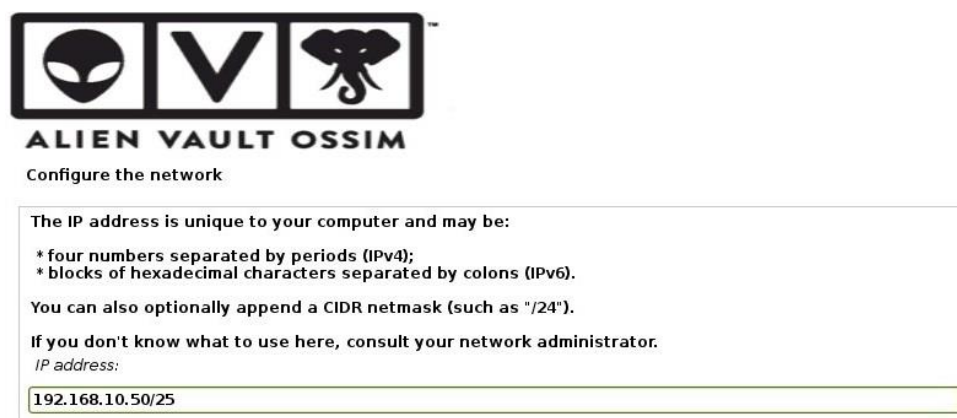 V
™
ALIEN VAULT OSSIM
Configure the network
The IP address is unique to your computer and may be:
* four numbers separated by periods (IPv4);
* blocks of hexadecimal characters separated by colons (IPv6).
You can also optionally append a CIDR netmask (such as "/24").
If you don't know what to use here, consult your network administrator.
IP address:
192.168.10.50/25